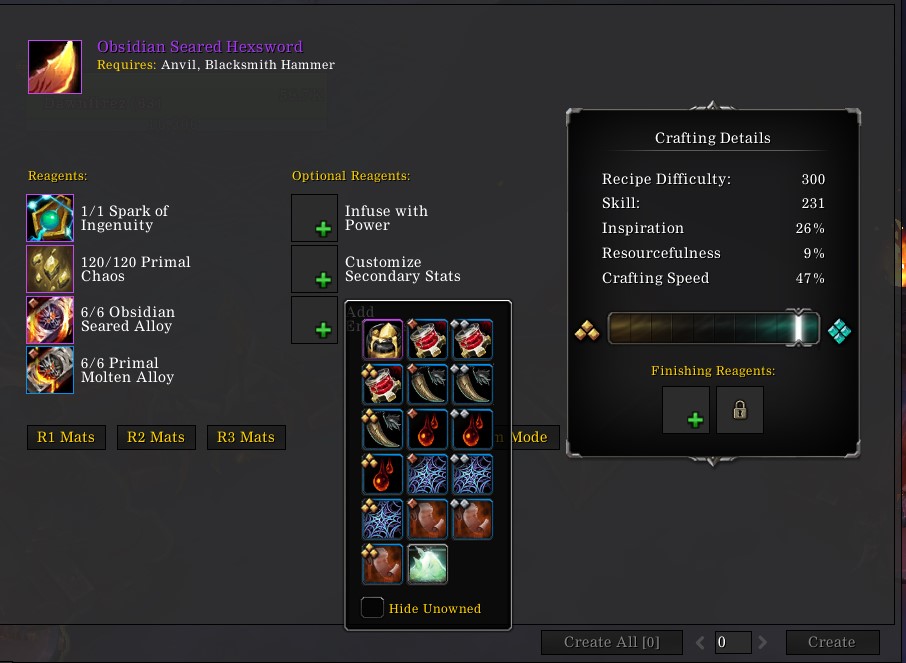 Obsidian Seared Hexsword
Requires: Anvil, Blacksmith Hammer
Reagents:
1/1 Spark of
Ingenuity
120/120 Primal
Chaos
6/6 Obsidian
Seared Alloy
6/6 Primal
Molten Alloy
R1 Mats
R2 Mats
R3 Mats
Optional Reagents:
Infuse with
Power
Customize
Secondary Stats
Add
Mode
Hide Unowned
Crafting Details
Recipe Difficulty: 300
Skill: 231
Inspiration 26%
Resourcefulness 9%
Crafting Speed 47%
Finishing Reagents:
Create All [0]
0
Create